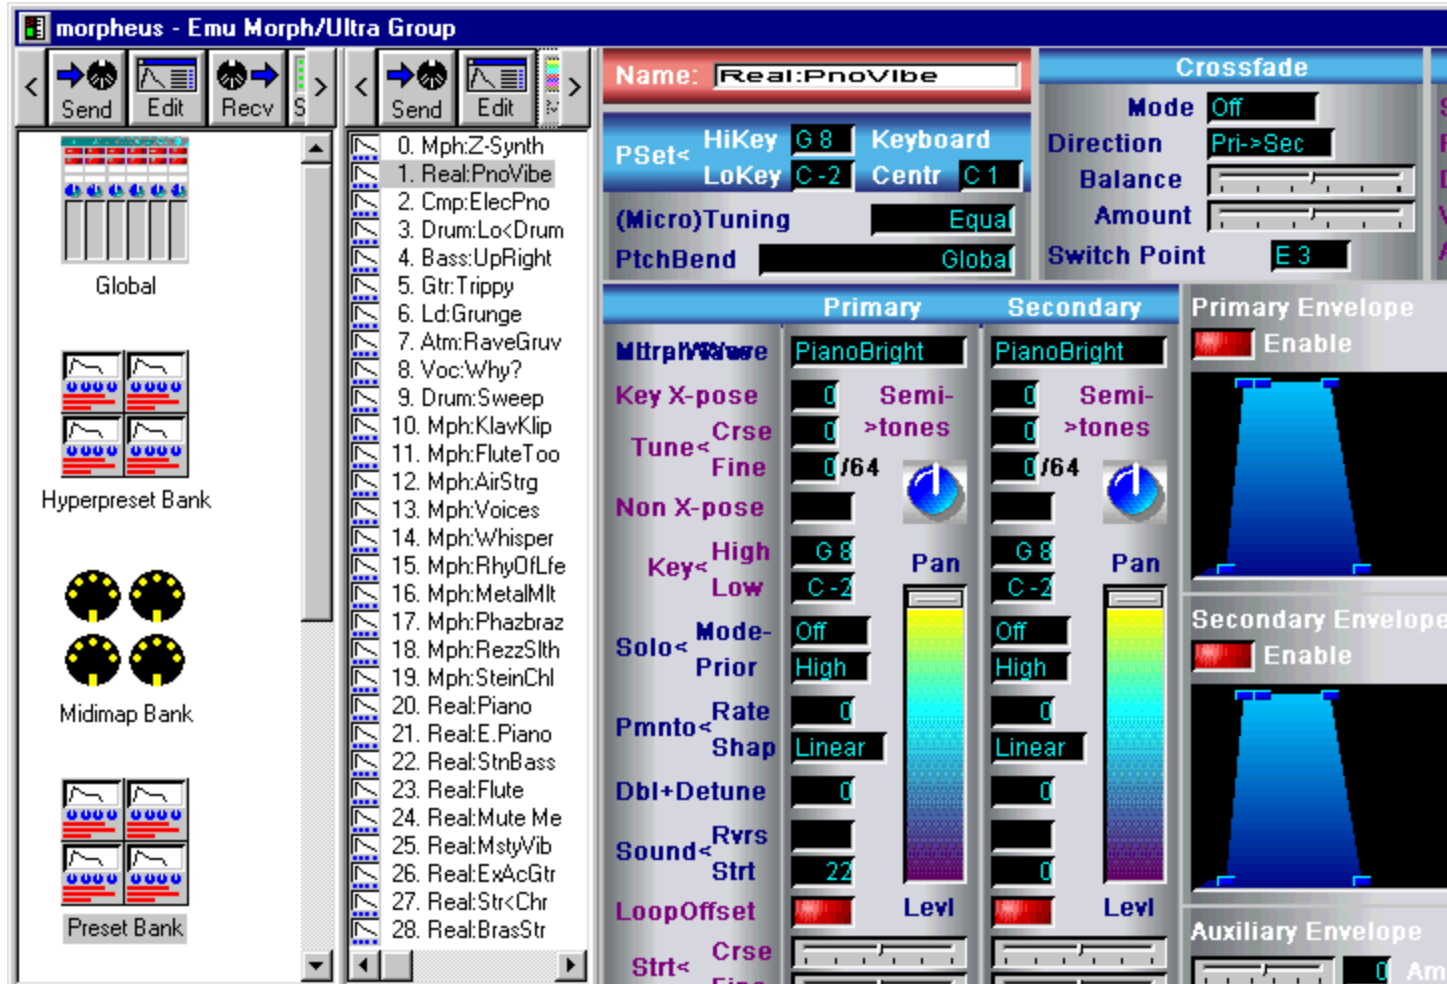 morpheus - Emu Morph/Ultra Group
< Send Edit Recv S >
Global
Hyperpreset Bank
Midimap Bank
Preset Bank
< Send Edit >
0. Mph:Z-Synth
1. Real:PnoVibe
2. Cmp:ElecPno
3. Drum:Lo<Drum
4. Bass:UpRight
5. Gtr:Trippy
6. Ld:Grunge
7. Atm:RaveGruv
8. Voc:Why?
9. Drum:Sweep
10. Mph:KlavKlip
11. Mph:FluteToo
12. Mph:AirStrg
13. Mph:Voices
14. Mph:Whisper
15. Mph:RhyOfLfe
16. Mph:MetalMlt
17. Mph:Phazbraz
18. Mph:RezzSlth
19. Mph:SteinChl
20. Real:Piano
21. Real:E.Piano
22. Real:StnBass
23. Real:Flute
24. Real:Mute Me
25. Real:MstyVib
26. Real:ExAcGtr
27. Real:Str<Chr
28. Real:BrasStr
Name: Real:PnoVibe
PSet< HiKey G 8 Keyboard
LoKey C -2 Centr C 1
(Micro)Tuning Equal
PtchBend Global
Crossfade
Mode Off
Direction Pri->Sec
Balance
Amount
Switch Point E 3
Primary Secondary
PianoBright PianoBright
Key X-pose 0 Semi- 0 Semi-
Tune< Crse 0 >tones 0 >tones
Fine 0 /64 0 /64
Non X-pose
Key< High G 8 Pan G 8 Pan
Low C -2 C -2
Solo< Mode- Off Off
Prior High High
Pmnto< Rate 0 0
Shap Linear Linear
Dbl+Detune 0 0
Sound< Rvrs
Strt 22 0
LoopOffset Levl Levl
Strt< Crse
Fine
Primary Envelope
Enable
Secondary Envelope
Enable
Auxiliary Envelope
0 Am